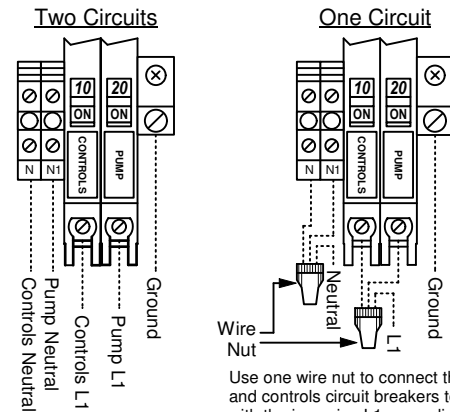 Two Circuits
10
20
ON
ON
CONTROLS
PUMP
N
N1
Controls Neutral
Pump Neutral
Controls L1
Pump L1
Ground
One Circuit
10
20
ON
ON
CONTROLS
PUMP
N
N1
Neutral
L1
Ground
Wire
Nut
Use one wire nut to connect th
and controls circuit breakers to